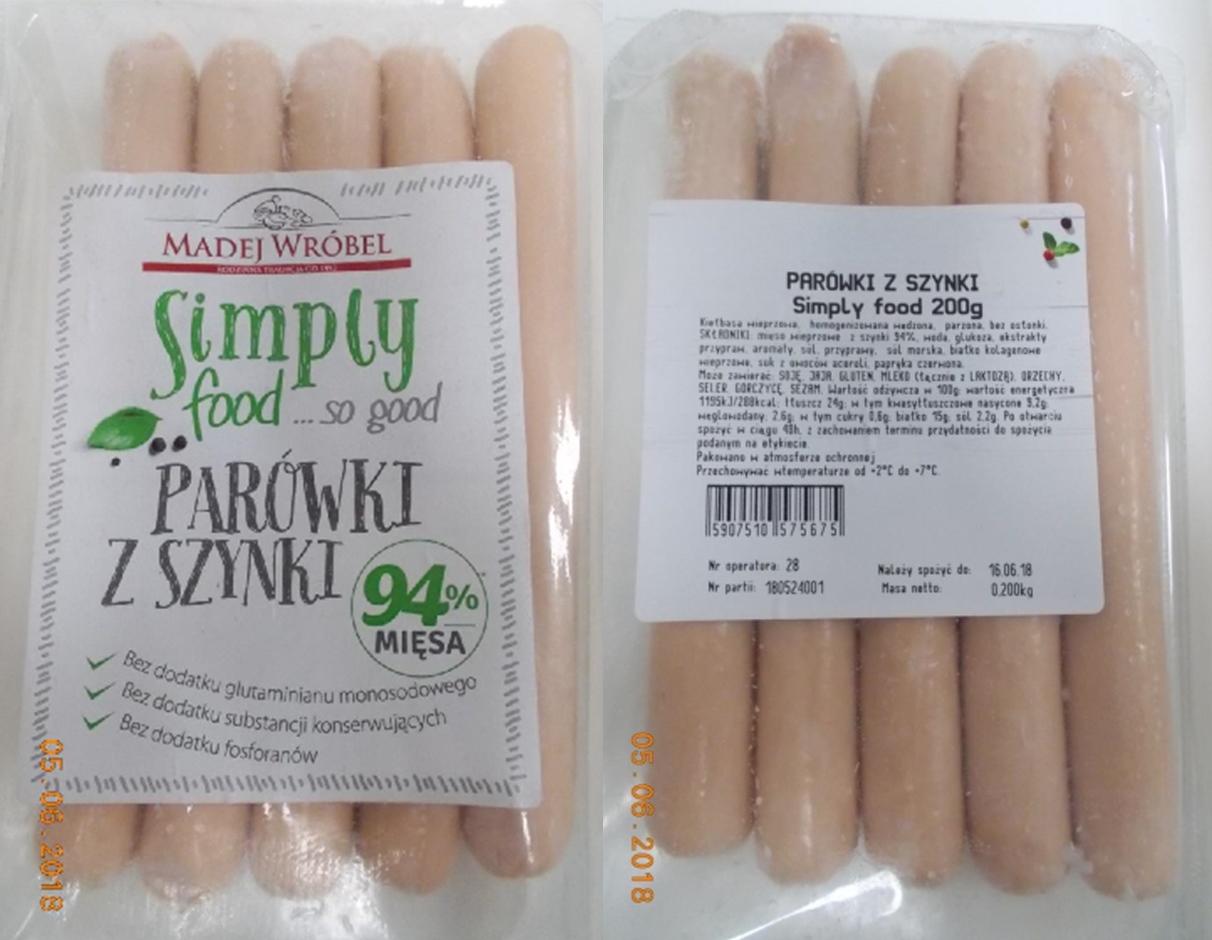 MADEJ WRÓBEL
RODZINNA TRADYCJA OD
Simply
food ... so good
PARÓWKI
Z SZYNKI
94%
MIĘSA
Bez dodatku glutaminianu monosodowego
Bez dodatku substancji konserwujących
Bez dodatku fosforanów
05.06.2018
PARÓWKI Z SZYNKI
Simply food 200g
Kiełbasa wieprzowa, homogenizowana wędzona, parzona, bez osłonki.
SKŁADNIKI: mięso wieprzowe z szynki 94%, woda, glukoza, ekstrakty
przypraw, aromaty, sól, przyprawy, sól morska, białko kolagenowe
wieprzowe, sok z owoców aceroli, papryka czerwona.
Może zawierać: SOJĘ, JAJA, GLUTEN, MLEKO (łącznie z LAKTOZĄ), ORZECHY,
SELER, GORCZYCĘ, SEZAM. Wartość odżywcza w 100g: wartość energetyczna
1195kJ/288kcal; tłuszcz 24g; w tym kwasy tłuszczowe nasycone 9,2g;
węglowodany; 2,6g; w tym cukry 0,6g; białko 15g; sól 2,2g. Po otwarciu
spożyć w ciągu 48h, z zachowaniem terminu przydatności do spożycia
podanym na etykiecie.
Pakowano w atmosferze ochronnej
Przechowywać wtemperaturze od +2°C do +7°C.
5907510 575675
Nr operatora: 28
Należy spożyć do: 16.06.18
Nr partii: 180524001
Masa netto: 0,200kg
05.06.2018